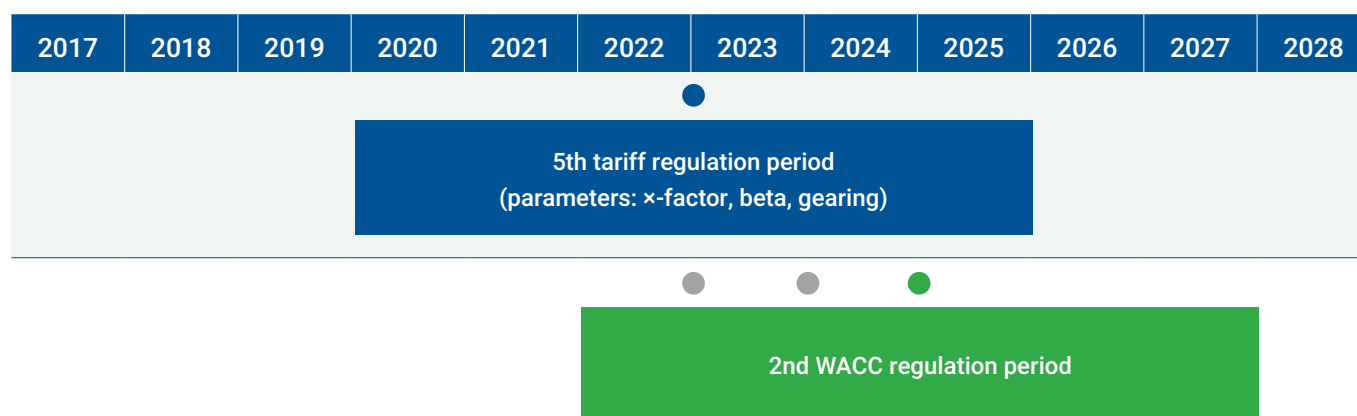 2017 2018 2019 2020 2021 2022 2023 2024 2025 2026 2027 2028
5th tariff regulation period
(parameters: ×-factor, beta, gearing)
2nd WACC regulation period